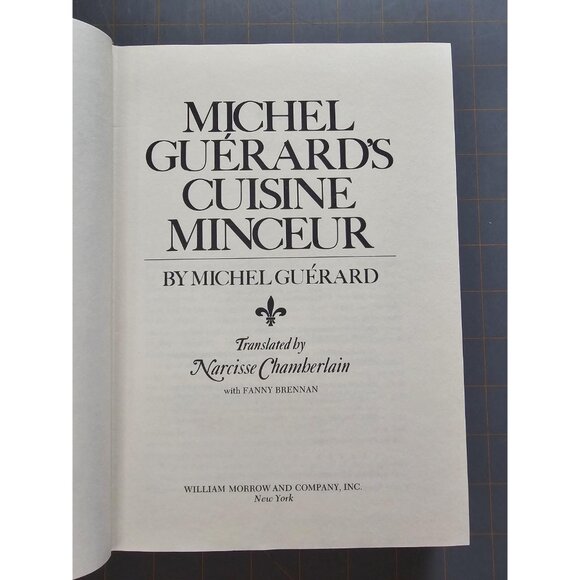 MICHEL
GUÉRARD'S
CUISINE
MINCEUR
BY MICHEL GUÉRARD
Translated by
Narcisse Chamberlain
with FANNY BRENNAN
WILLIAM MORROW AND COMPANY, INC.
New York